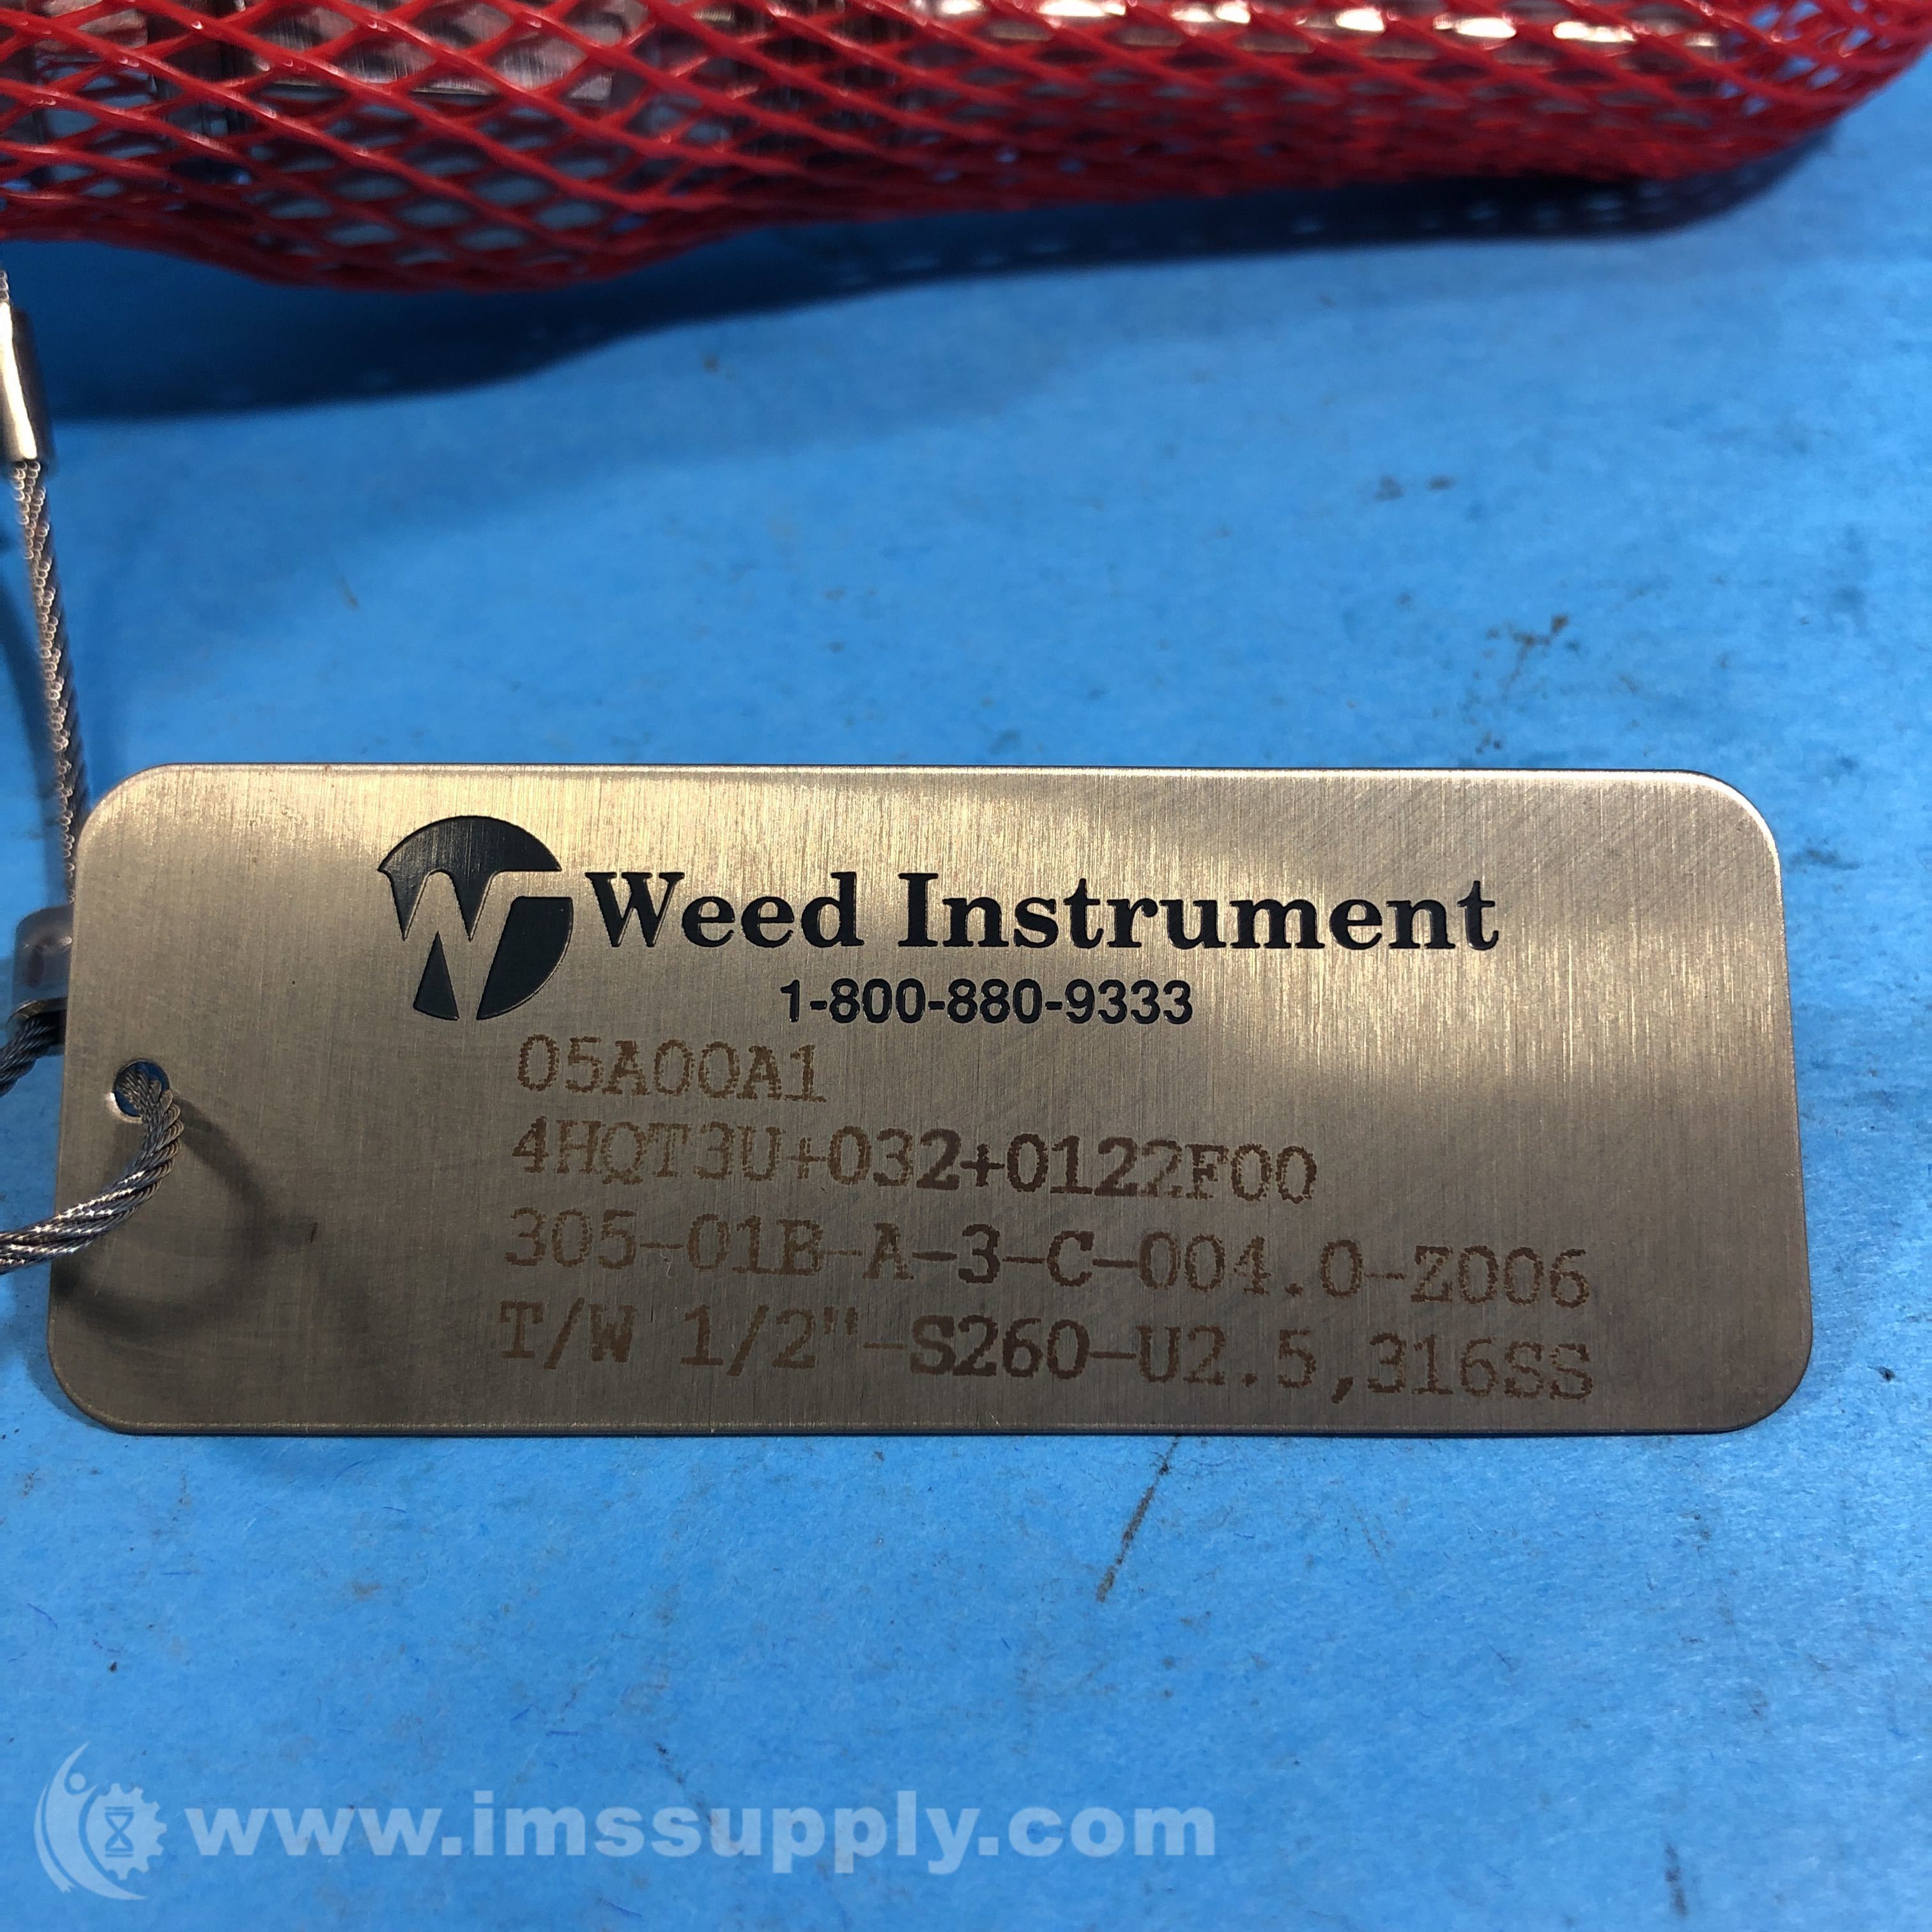 Weed Instrument
1-800-880-9333
05A00A1
4HQT3U+032+0122F00
305-01B-A-3-C-004.0-Z006
T/W 1/2"-S260-U2.5,316SS
www.imssupply.com